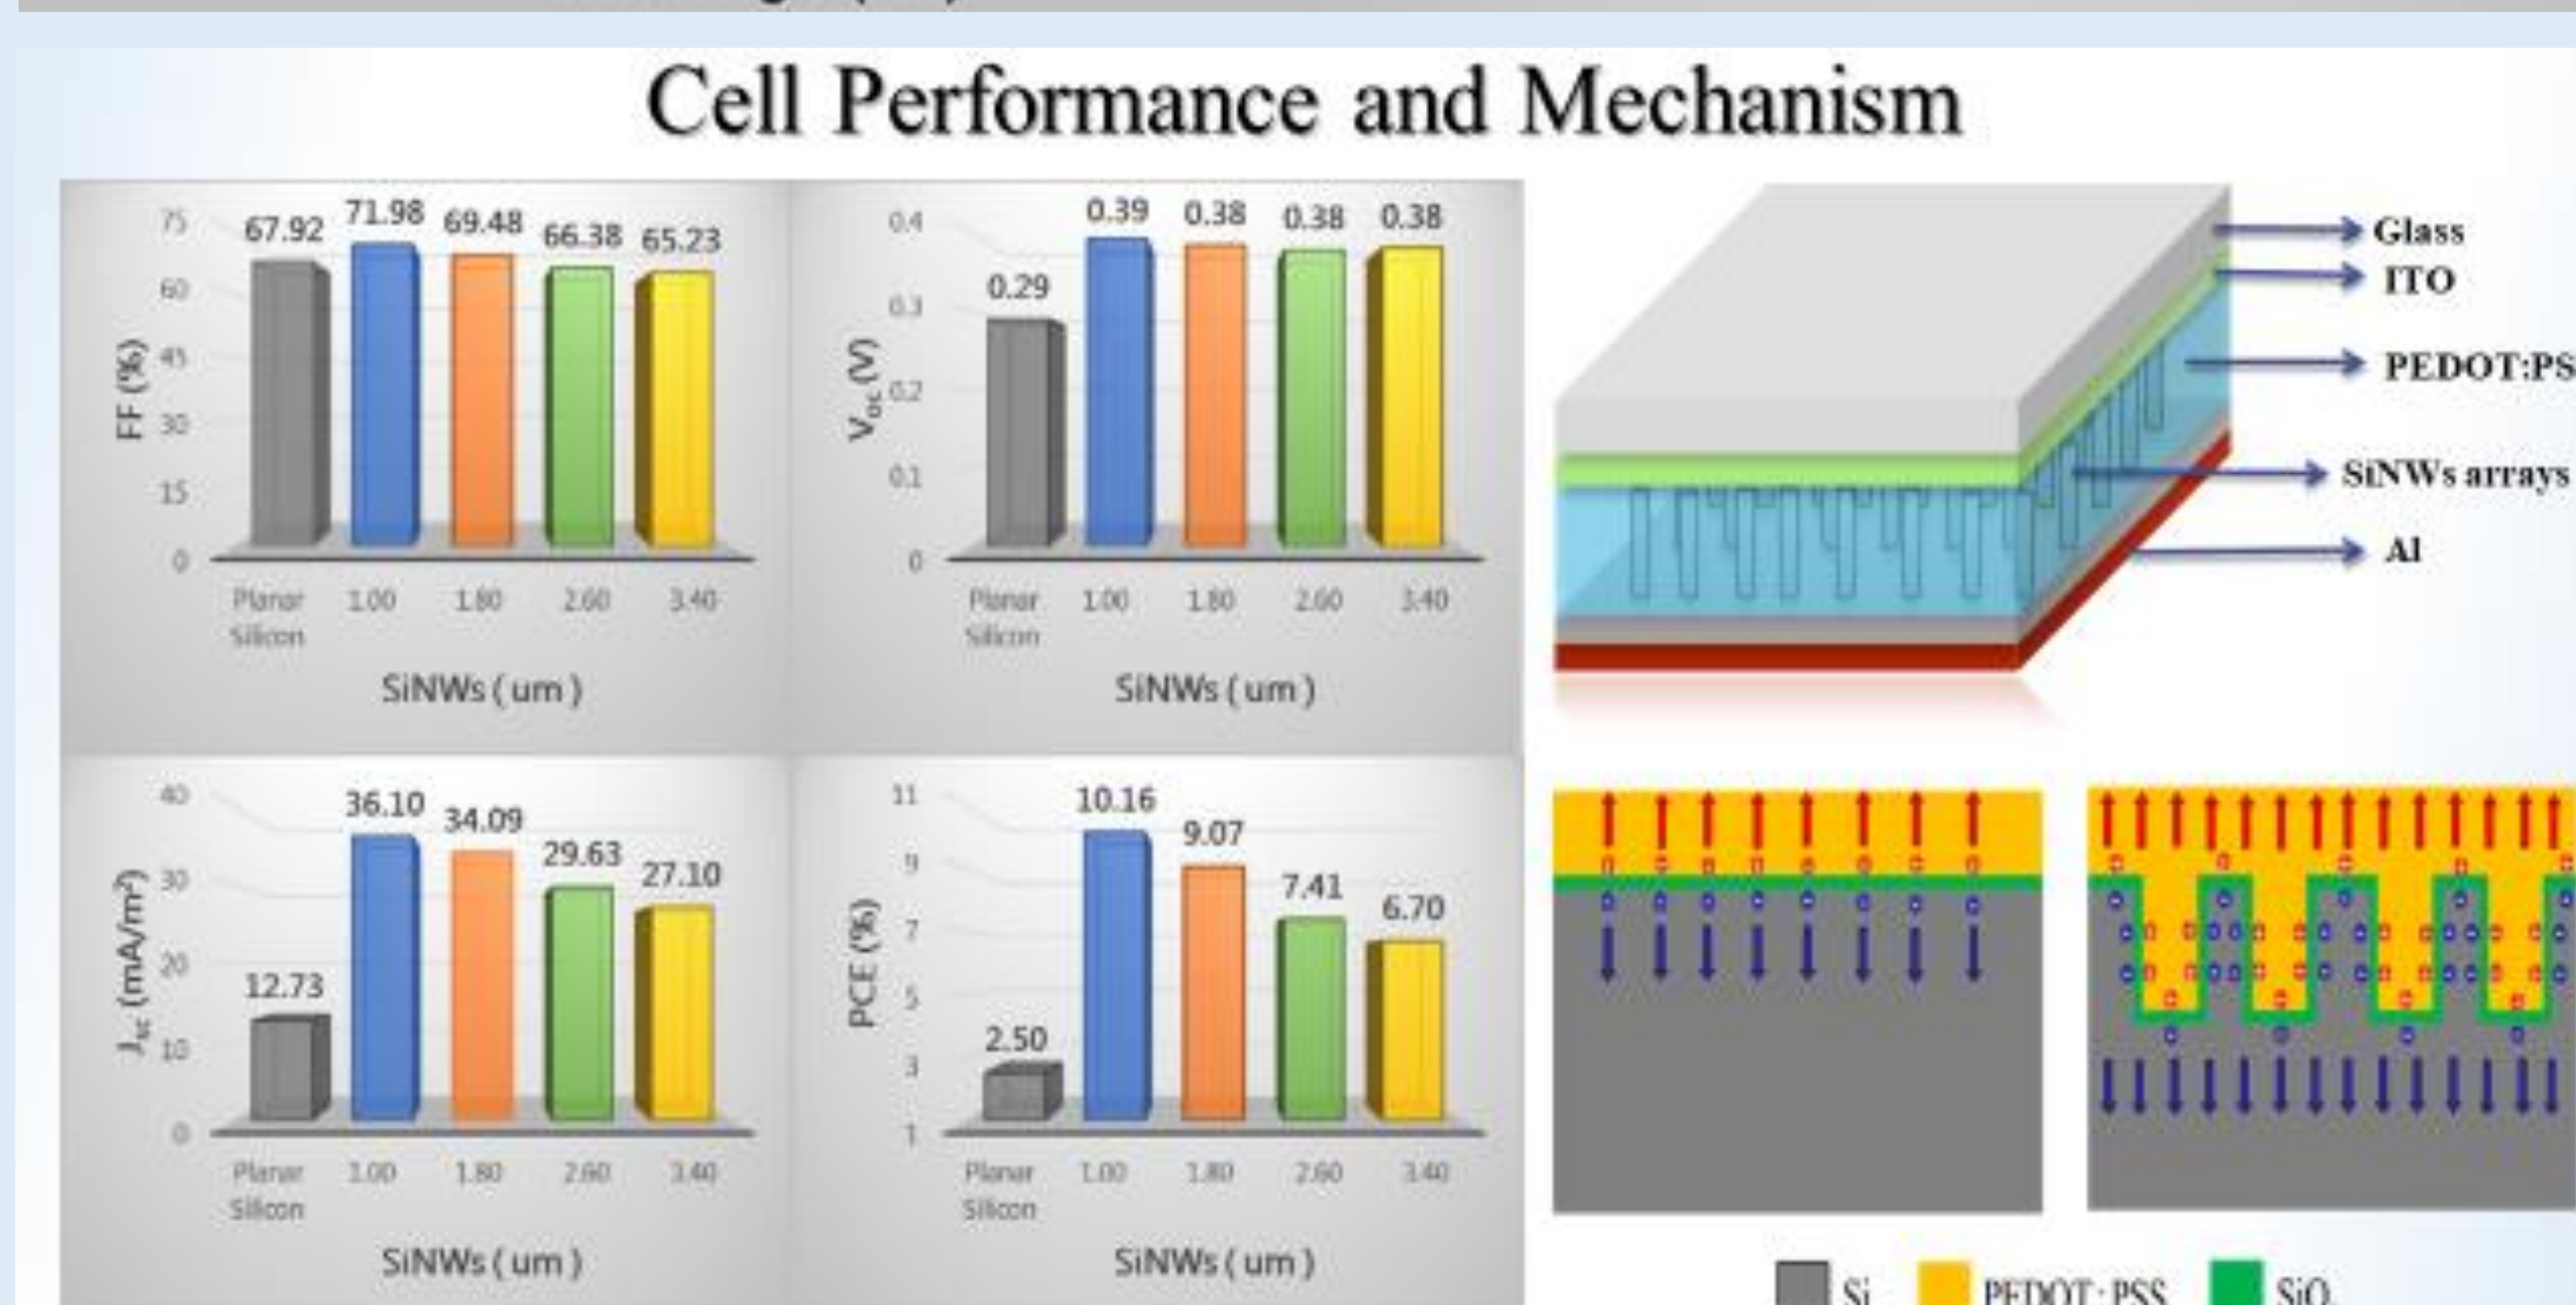 Cell Performance and Mechanism
FF (%)
75
60
45
30
15
0
67.92
71.98
69.48
66.38
65.23
Planar Silicon
1.00
1.80
2.60
3.40
SiNWs ( um )
Voc (V)
0.4
0.3
0.2
0.1
0
0.29
0.39
0.38
0.38
0.38
Planar Silicon
1.00
1.80
2.60
3.40
SiNWs ( um )
Glass
ITO
PEDOT:PS
SiNWs arrays
Al
Jsc (mA/m²)
40
30
20
10
0
12.73
36.10
34.09
29.63
27.10
Planar Silicon
1.00
1.80
2.60
3.40
SiNWs ( um )
PCE (%)
11
9
7
5
3
1
2.50
10.16
9.07
7.41
6.70
Planar Silicon
1.00
1.80
2.60
3.40
SiNWs ( um )
Si
PEDOT : PSS